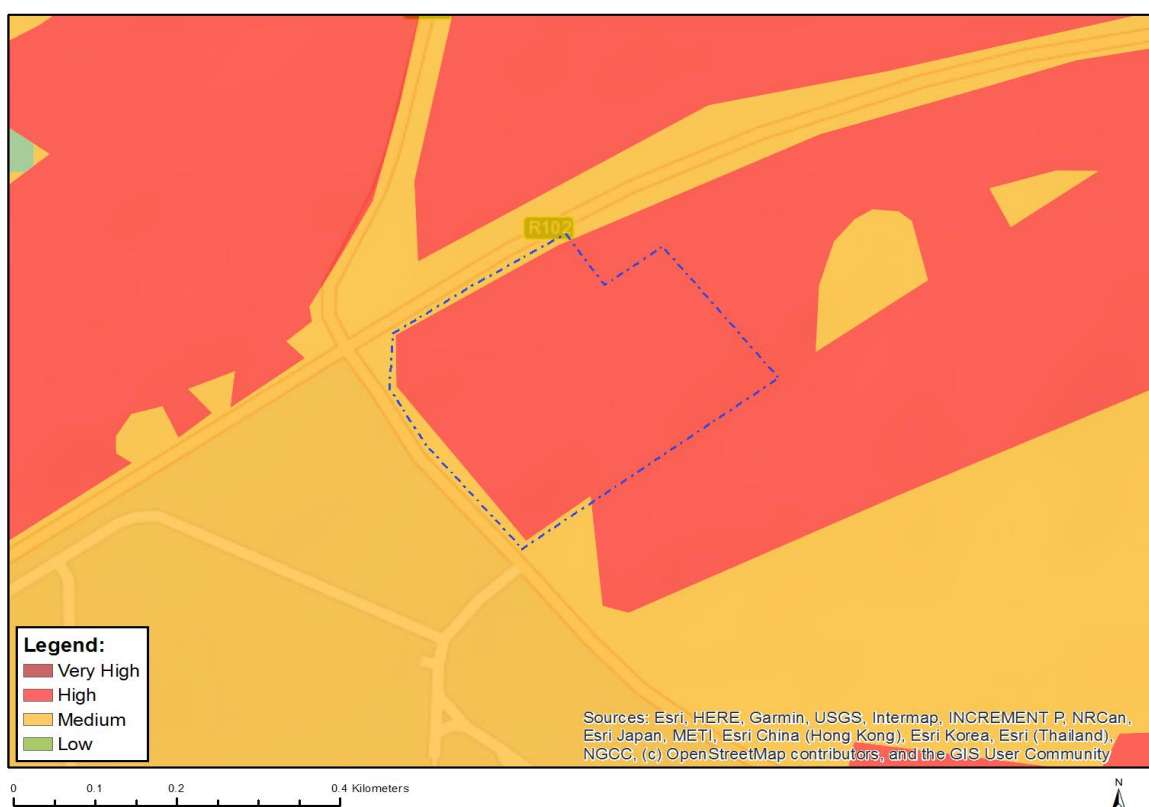 R102
Legend:
Very High
High
Medium
Low
Sources: Esri, HERE, Garmin, USGS, Intermap, INCREMENT P, NRCan,
Esri Japan, METI, Esri China (Hong Kong), Esri Korea, Esri (Thailand),
NGCC, (c) OpenStreetMap contributors, and the GIS User Community
0 0.1 0.2 0.4 Kilometers
N